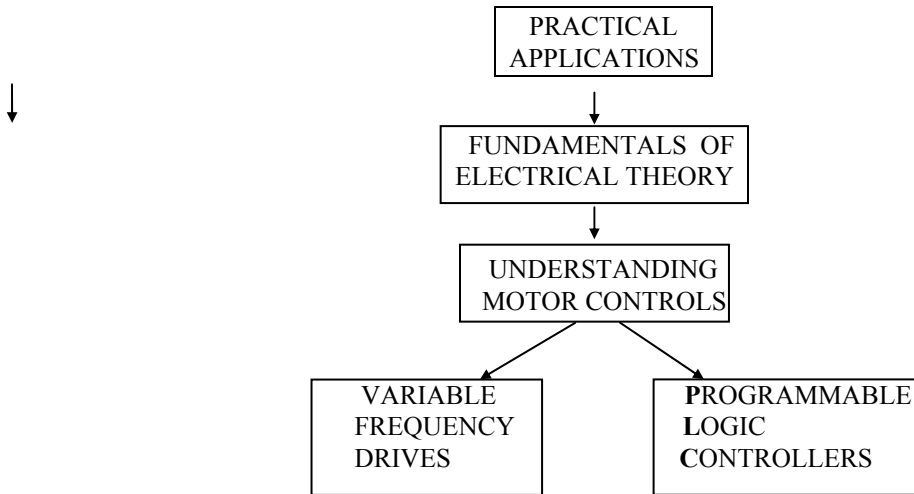 PRACTICAL
APPLICATIONS
FUNDAMENTALS OF
ELECTRICAL THEORY
UNDERSTANDING
MOTOR CONTROLS
VARIABLE
FREQUENCY
DRIVES
PROGRAMMABLE
LOGIC
CONTROLLERS